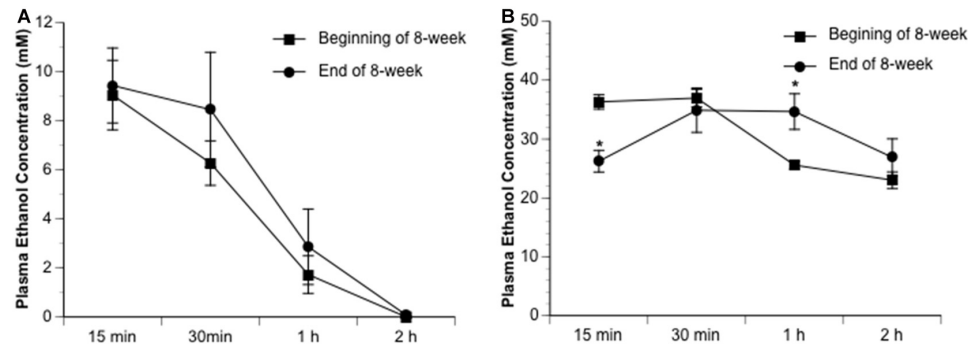 A
Plasma Ethanol Concentration (mM)
12
10
8
6
4
2
0
15 min 30min 1 h 2 h
Beginning of 8-week
End of 8-week
B
Plasma Ethanol Concentration (mM)
50
40
30
20
10
0
15 min 30 min 1 h 2 h
Begining of 8-week
End of 8-week
*
*